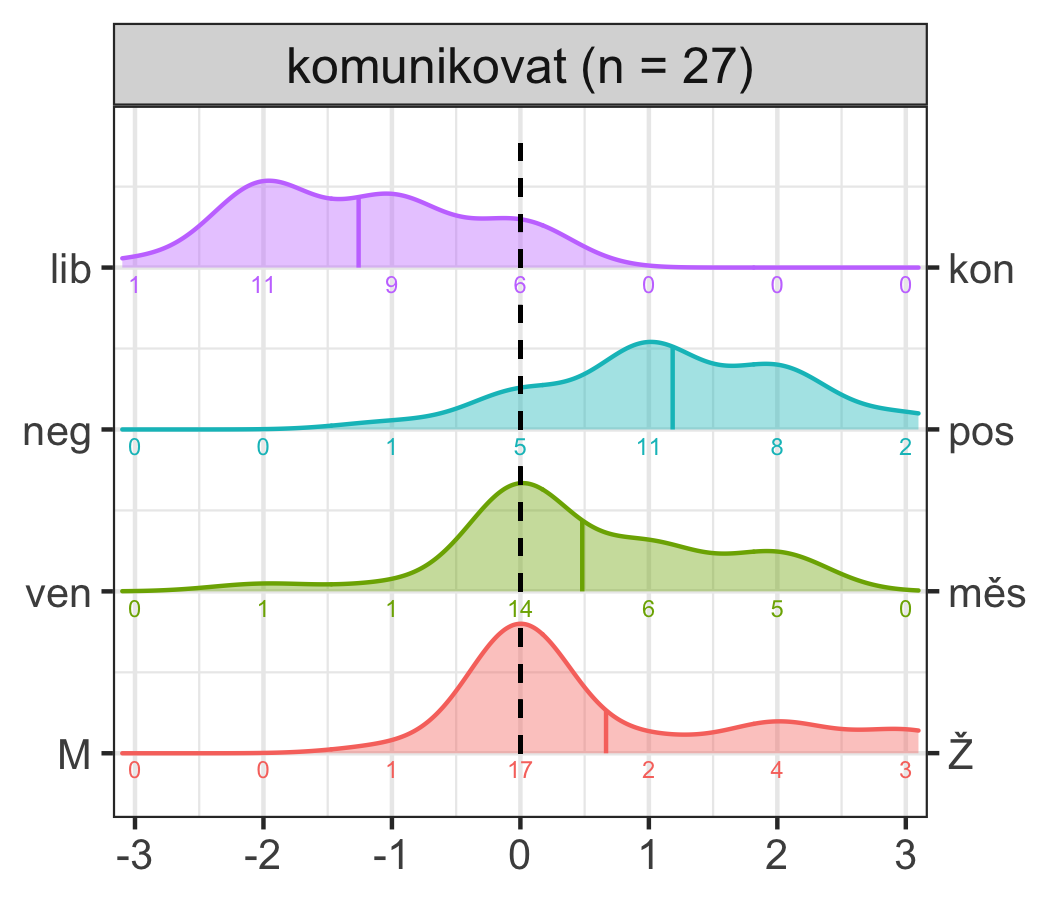 komunikovat (n = 27)
lib kon
1 11 9 6 0 0 0
neg pos
0 0 1 5 11 8 2
ven měs
0 1 1 14 6 5 0
M Ž
0 0 1 17 2 4 3
-3 -2 -1 0 1 2 3